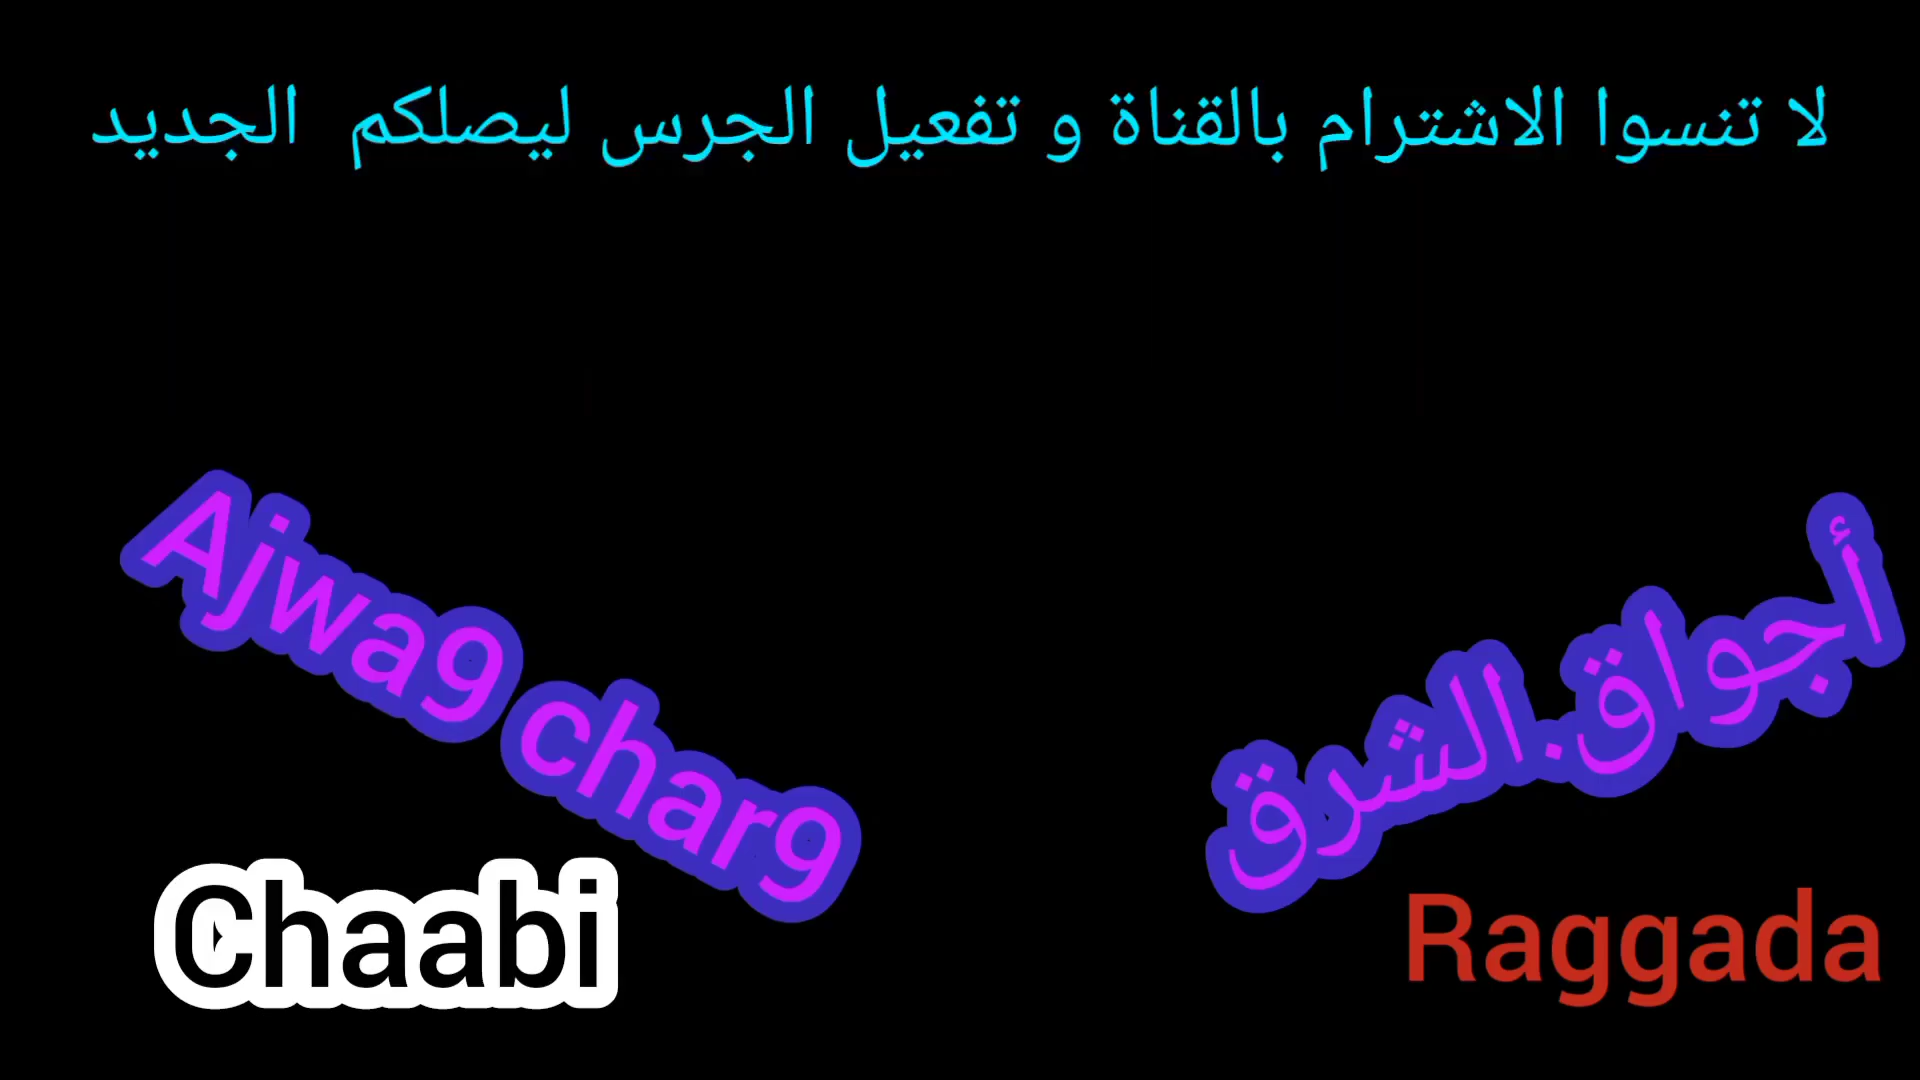 لا تنسوا الاشترام بالقناة و تفعيل الجرس ليصلكم الجديد
Ajwa9 char9
أجواق.الشرق
Chaabi
Raggada